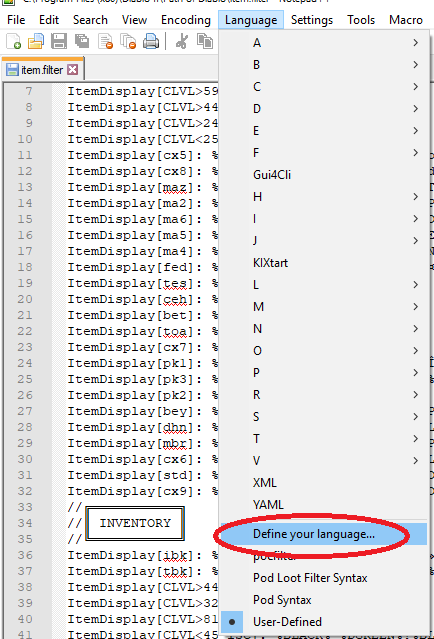 File Edit Search View Encoding Language Settings Tools Macro
item.filter
7 ItemDisplay[CLVL>59
8 ItemDisplay[CLVL>44
9 ItemDisplay[CLVL>24
10 ItemDisplay[CLVL<25
11 ItemDisplay[cx5]: %
12 ItemDisplay[cx8]: %
13 ItemDisplay[maz]: %
14 ItemDisplay[ma2]: %
15 ItemDisplay[ma6]: %
16 ItemDisplay[ma5]: %
17 ItemDisplay[ma4]: %
18 ItemDisplay[fed]: %
19 ItemDisplay[tes]: %
20 ItemDisplay[ceh]: %
21 ItemDisplay[bet]: %
22 ItemDisplay[toa]: %
23 ItemDisplay[cx7]: %
24 ItemDisplay[pk1]: %
25 ItemDisplay[pk3]: %
26 ItemDisplay[pk2]: %
27 ItemDisplay[bey]: %
28 ItemDisplay[dhn]: %
29 ItemDisplay[mbr]: %
30 ItemDisplay[cx6]: %
31 ItemDisplay[std]: %
32 ItemDisplay[cx9]: %
33 //
34 // INVENTORY
35 //
36 ItemDisplay[ibk]: %
37 ItemDisplay[tbk]: %
38 ItemDisplay[CLVL>44
39 ItemDisplay[CLVL>32
40 ItemDisplay[CLVL>81
41 ItemDisplay[CLVL<45
A
B
C
D
E
F
Gui4Cli
H
I
J
KIXtart
L
M
N
O
P
R
S
T
V
XML
YAML
Define your language...
podfilter
Pod Loot Filter Syntax
Pod Syntax
User-Defined